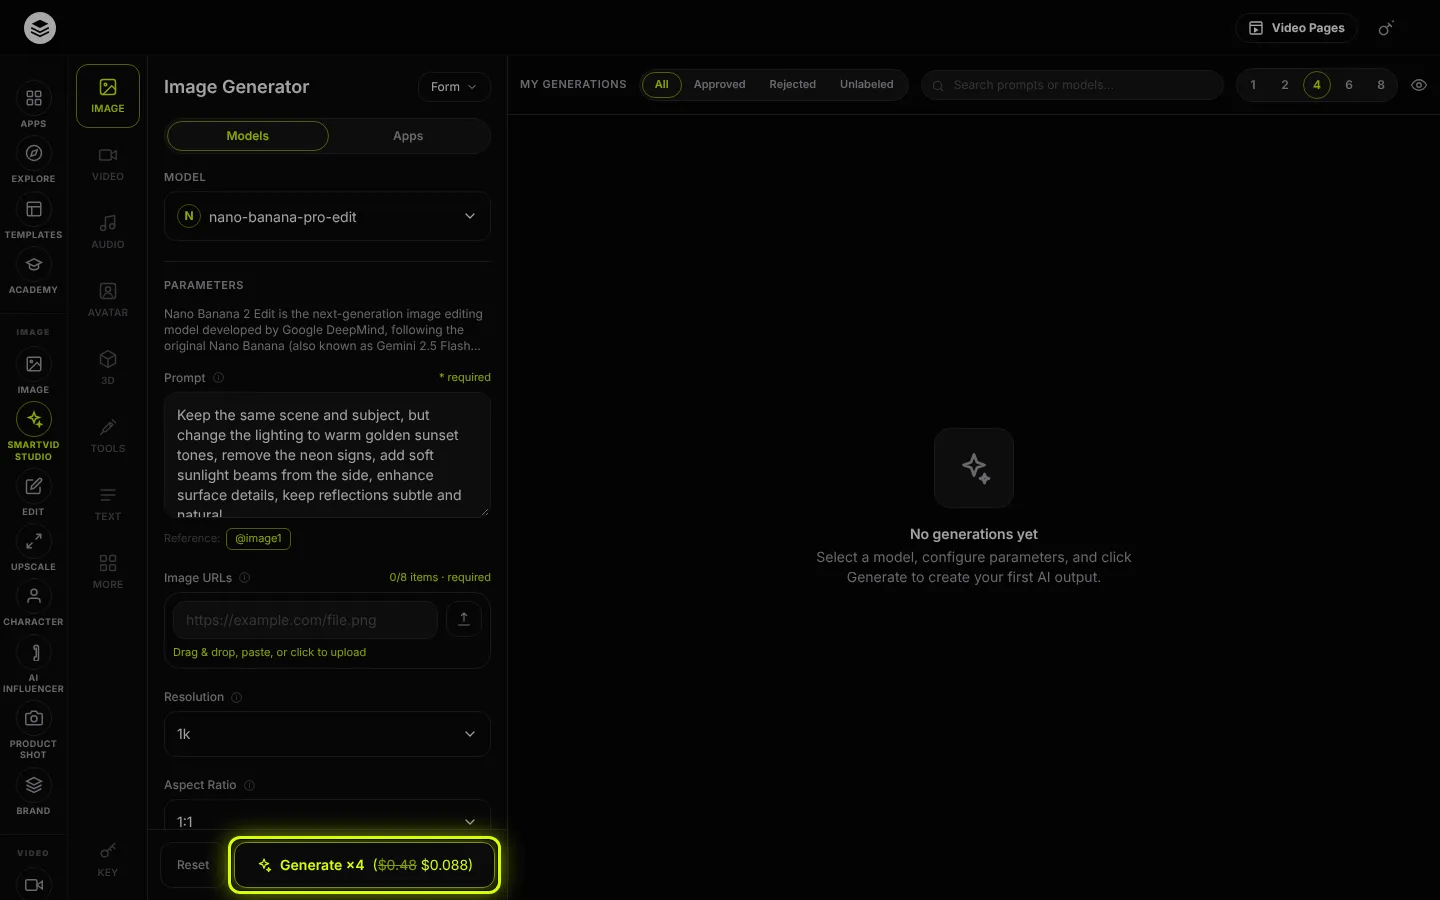 Video Pages
APPS
EXPLORE
TEMPLATES
ACADEMY
IMAGE
IMAGE
SMARTVID
STUDIO
EDIT
UPSCALE
CHARACTER
AI
INFLUENCER
PRODUCT
SHOT
BRAND
VIDEO
IMAGE
VIDEO
AUDIO
AVATAR
3D
TOOLS
TEXT
MORE
KEY
Image Generator
Form
Models Apps
MODEL
N nano-banana-pro-edit
PARAMETERS
Nano Banana 2 Edit is the next-generation image editing
model developed by Google DeepMind, following the
original Nano Banana (also known as Gemini 2.5 Flash...
Prompt * required
Keep the same scene and subject, but
change the lighting to warm golden sunset
tones, remove the neon signs, add soft
sunlight beams from the side, enhance
surface details, keep reflections subtle and
natural
Reference: @image1
Image URLs 0/8 items · required
https://example.com/file.png
Drag & drop, paste, or click to upload
Resolution
1k
Aspect Ratio
1:1
Reset
Generate ×4 ($0.48 $0.088)
MY GENERATIONS All Approved Rejected Unlabeled Search prompts or models... 1 2 4 6 8
No generations yet
Select a model, configure parameters, and click
Generate to create your first AI output.